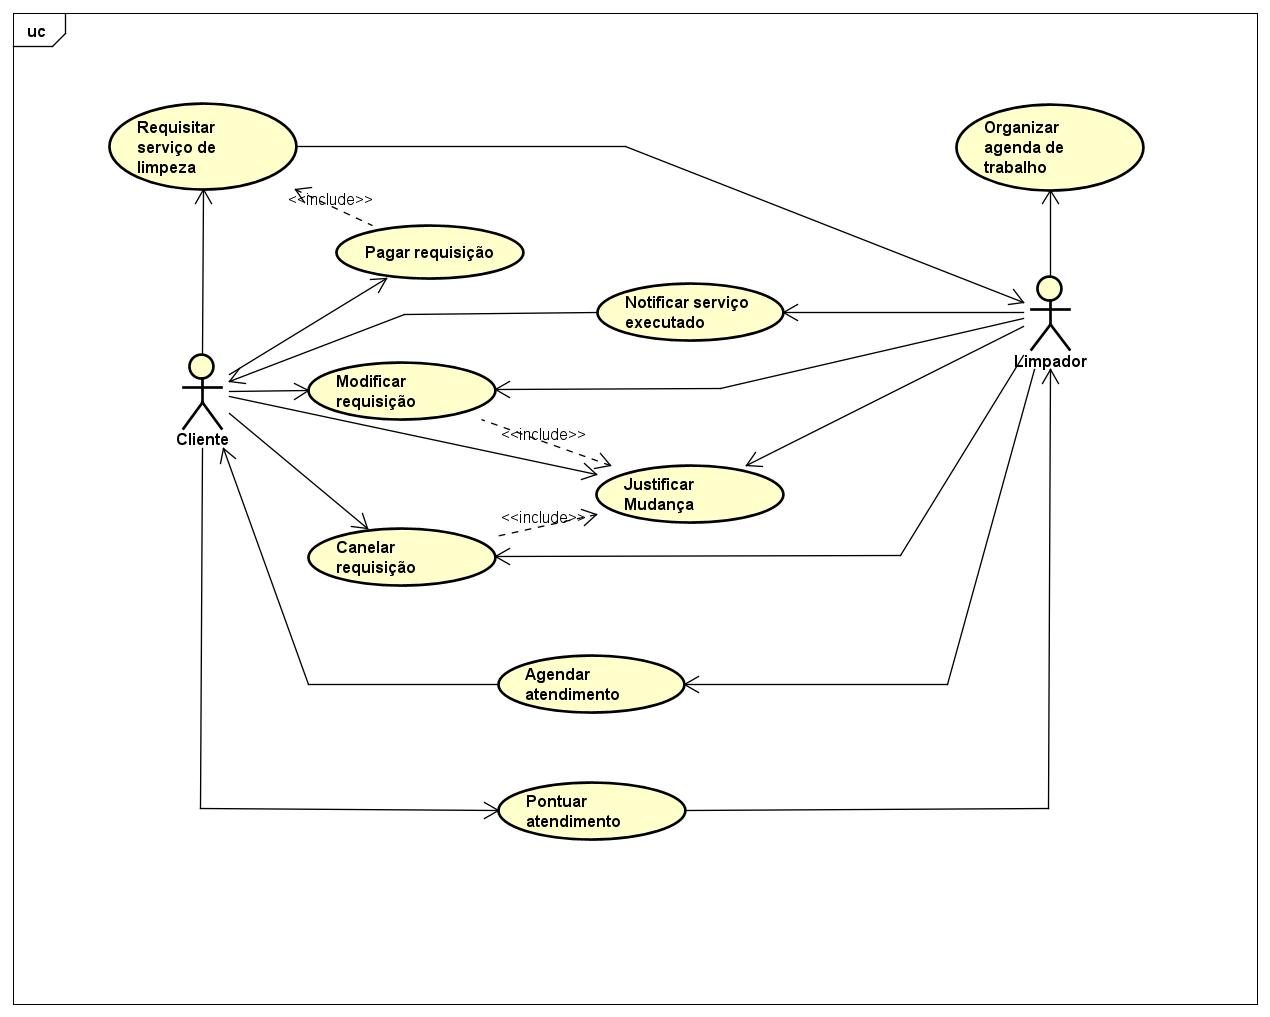 uc
Requisitar
serviço de
limpeza
Organizar
agenda de
trabalho
<<include>>
Pagar requisição
Notificar serviço
executado
Limpador
Modificar
requisição
Cliente
<<include>>
Justificar
Mudança
<<include>>
Canelar
requisição
Agendar
atendimento
Pontuar
atendimento